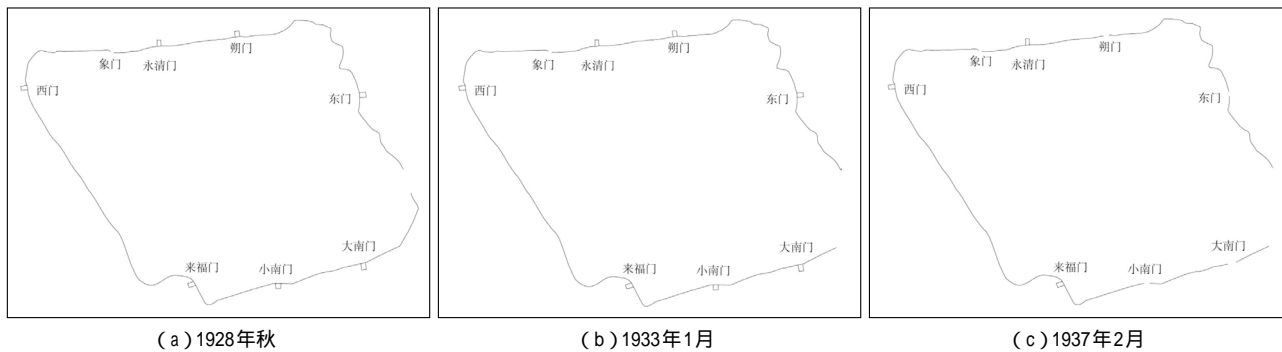 朔门
象门
永清门
西门
东门
大南门
来福门
小南门
(a)1928年秋
朔门
象门
永清门
西门
东门
大南门
来福门
小南门
(b)1933年1月
朔门
象门
永清门
西门
东门
大南门
来福门
小南门
(c)1937年2月